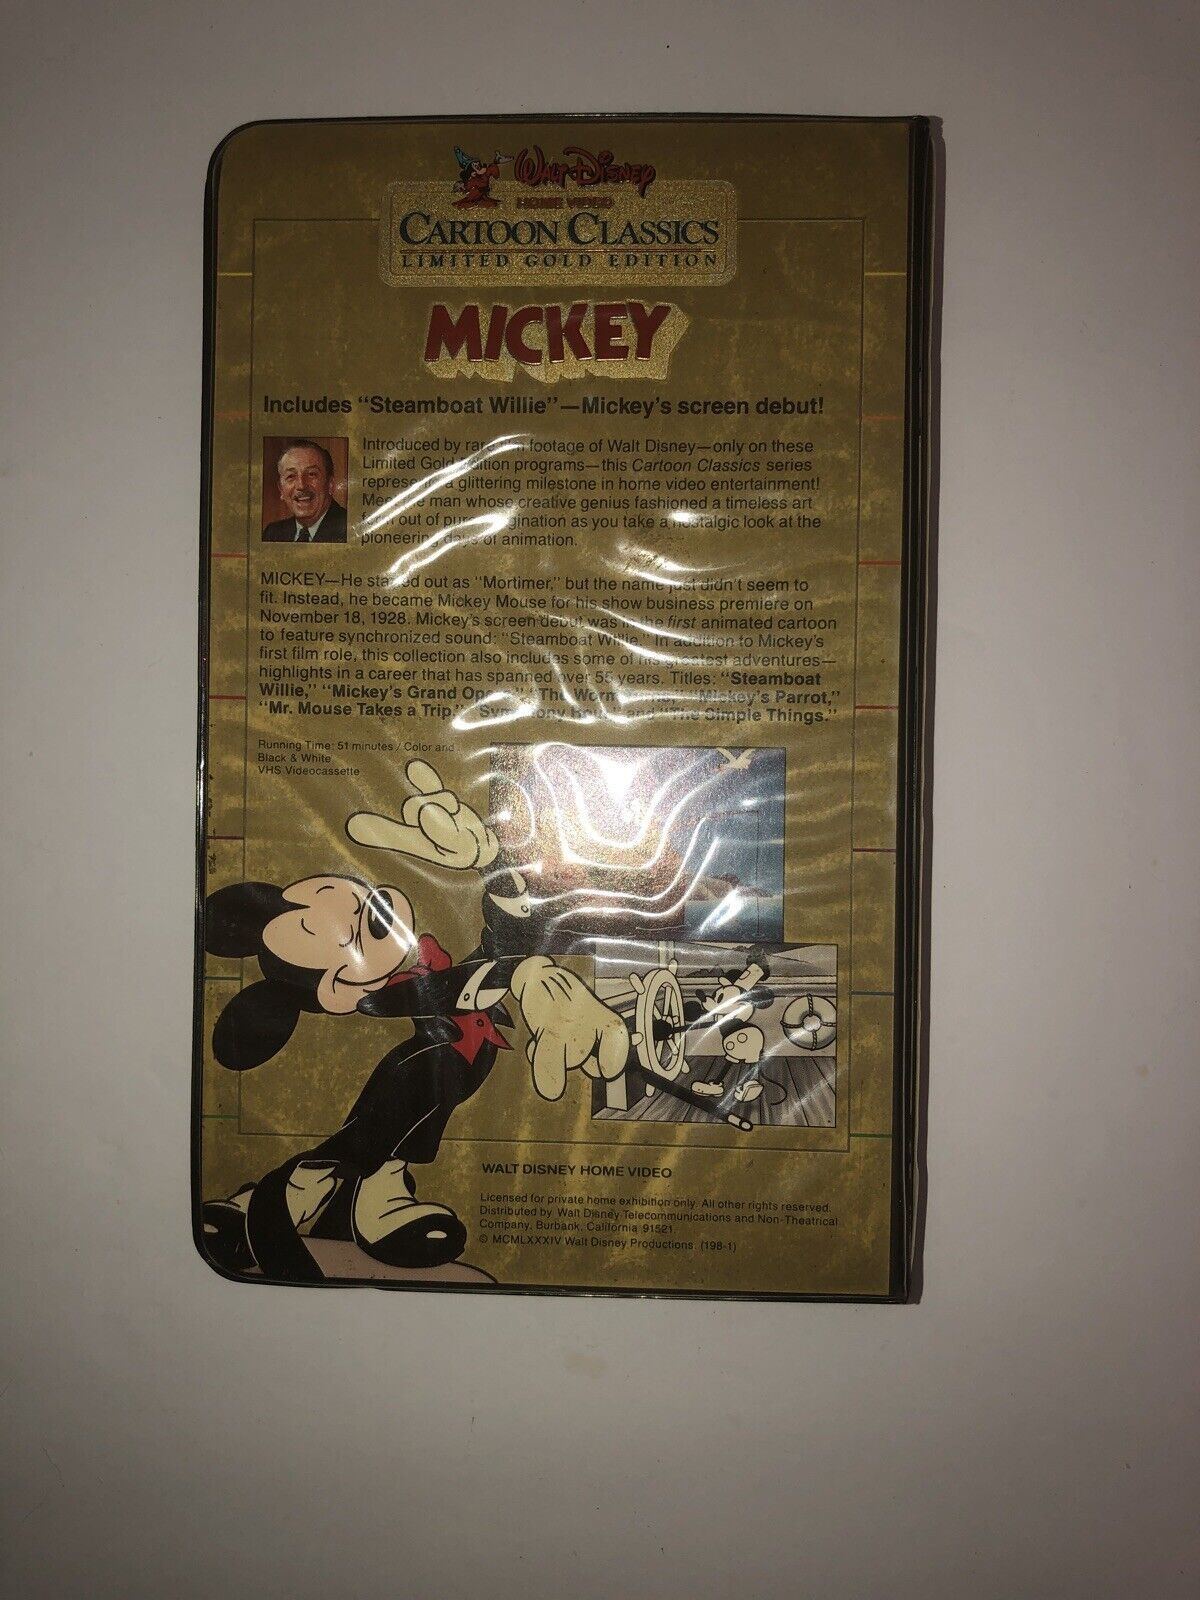 WALT DISNEY
HOME VIDEO
CARTOON CLASSICS
LIMITED GOLD EDITION
MICKEY
Includes “Steamboat Willie”—Mickey's screen debut!
Introduced by footage of Walt Disney—only on these
Limited Gold Edition programs—this Cartoon Classics series
a glittering milestone in home video entertainment!
man whose creative genius fashioned a timeless art
out of as you take a nostalgic look at the
pioneering days of animation.
MICKEY—He started out as “Mortimer,” but the name just didn't seem to
fit. Instead, he became Mickey Mouse for his show business premiere on
November 18, 1928. Mickey's screen debut was in the first animated cartoon
to feature synchronized sound: “Steamboat Willie.” In addition to Mickey's
first film role, this collection also includes some of his greatest adventures—
highlights in a career that has spanned over 55 years. Titles: “Steamboat
Willie,” “Mickey's Grand Opera,” “The Worm Turns,” “Mickey's Parrot,”
“Mr. Mouse Takes a Trip,” “Symphony Hour” and “The Simple Things.”
Running Time: 51 minutes / Color and
Black & White
VHS Videocassette
WALT DISNEY HOME VIDEO
Licensed for private home exhibition only. All other rights reserved.
Distributed by Walt Disney Telecommunications and Non-Theatrical
Company, Burbank, California 91521.
© MCMLXXXIV Walt Disney Productions. (198-1)